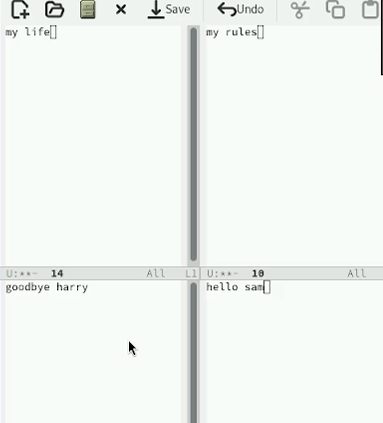 Save Undo
my life
my rules
U:**- 14 All L1
U:**- 10 All
goodbye harry
hello sam